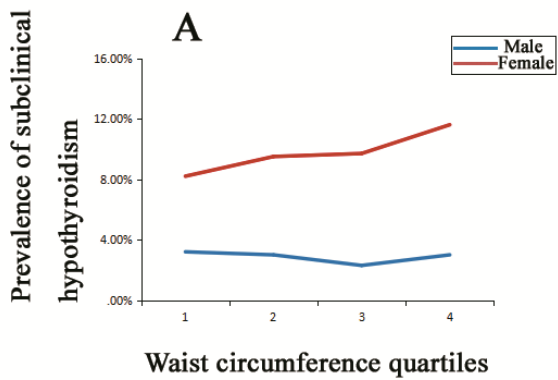 A
Male
Female
Prevalence of subclinical
hypothyroidism
16.00%
12.00%
8.00%
4.00%
.00%
1 2 3 4
Waist circumference quartiles